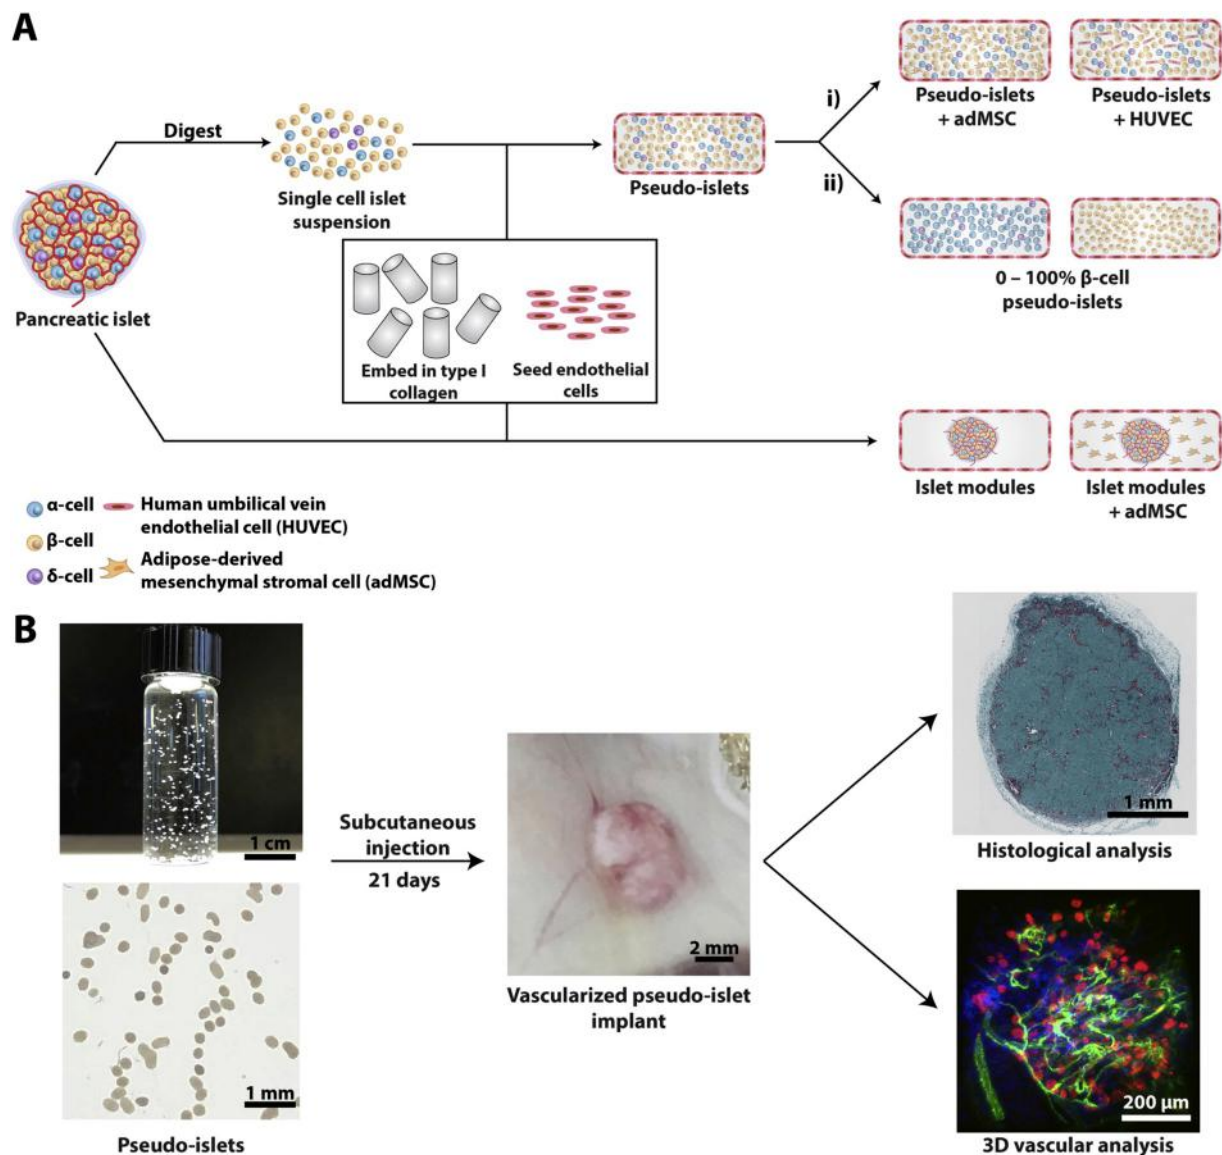 A
Digest
Single cell islet
suspension
Pancreatic islet
Embed in type I
collagen
Seed endothelial
cells
Pseudo-islets
i)
ii)
Pseudo-islets
+ adMSC
Pseudo-islets
+ HUVEC
0 – 100% β-cell
pseudo-islets
Islet modules
Islet modules
+ adMSC
α-cell
β-cell
δ-cell
Human umbilical vein
endothelial cell (HUVEC)
Adipose-derived
mesenchymal stromal cell (adMSC)
B
1 cm
1 mm
Pseudo-islets
Subcutaneous
injection
21 days
2 mm
Vascularized pseudo-islet
implant
1 mm
Histological analysis
200 μm
3D vascular analysis